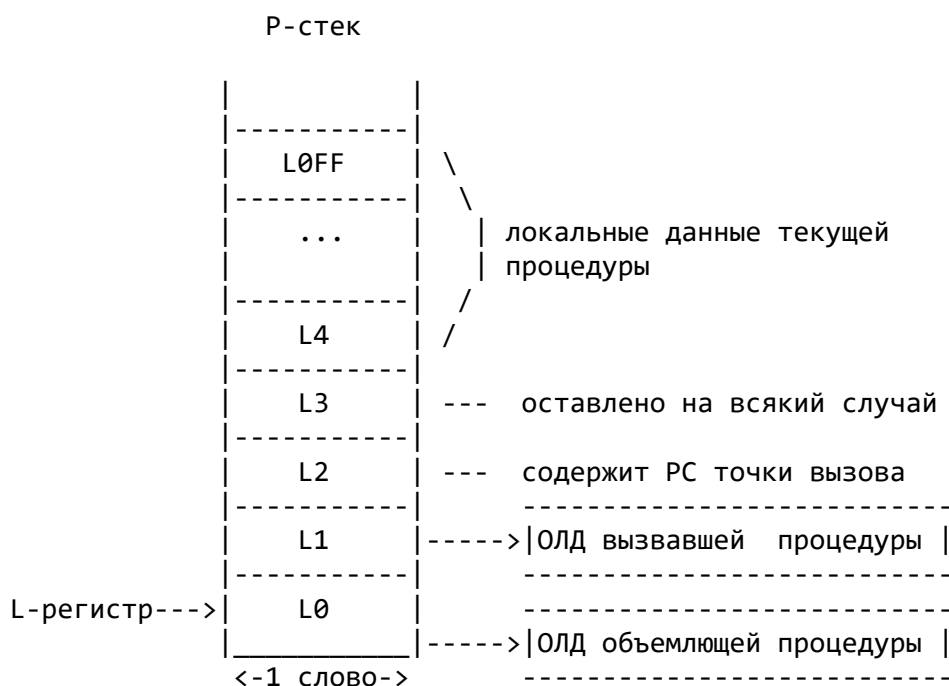 Р-стек
L0FF
... локальные данные текущей
процедуры
L4
L3 --- оставлено на всякий случай
L2 --- содержит РС точки вызова
L1 ----->|ОЛД вызвавшей процедуры |
L-регистр--->| L0
----->|ОЛД объемлющей процедуры |
<-1 слово->